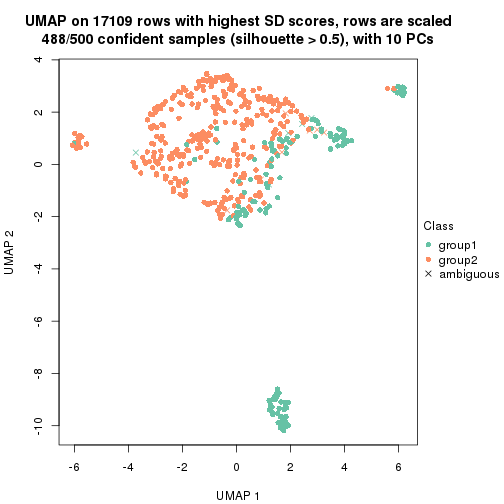 UMAP on 17109 rows with highest SD scores, rows are scaled
488/500 confident samples (silhouette > 0.5), with 10 PCs
4
2
0
-2
-4
-6
-8
-10
UMAP 2
-6 -4 -2 0 2 4 6
UMAP 1
Class
group1
group2
ambiguous